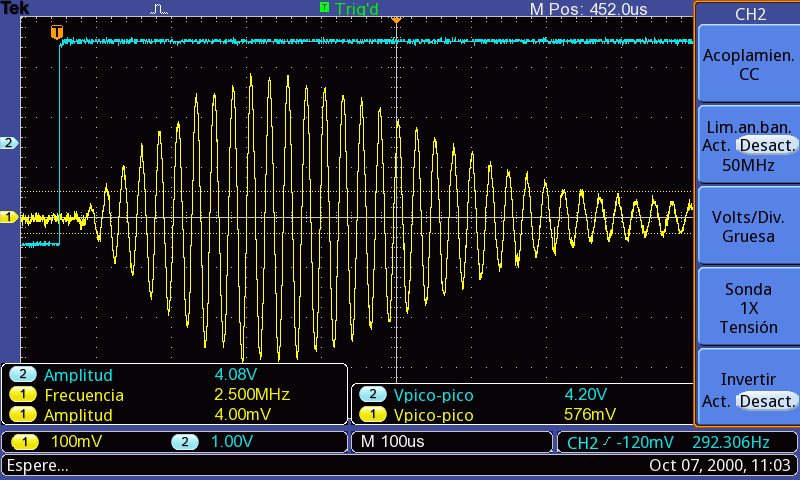 Tek Trig'd M Pos: 452.0us CH2
T
Acoplamien.
CC
Lim.an.ban.
Act. Desact.
50MHz
Volts/Div.
Gruesa
Sonda
1X
Tensión
Invertir
Act. Desact.
2
1
2 Amplitud 4.08V
1 Frecuencia 2.500MHz
1 Amplitud 4.00mV
2 Vpico-pico 4.20V
1 Vpico-pico 576mV
1 100mV 2 1.00V M 100us CH2 -120mV 292.306Hz
Espere... Oct 07, 2000, 11:03